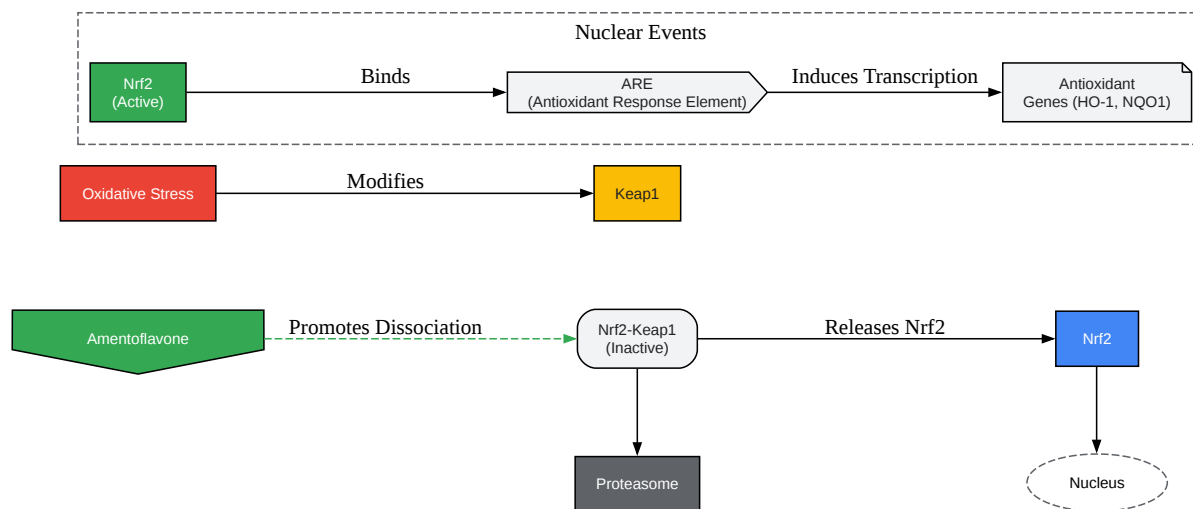 Nuclear Events
Nrf2
(Active)
Binds
ARE
(Antioxidant Response Element)
Induces Transcription
Antioxidant
Genes (HO-1, NQO1)
Oxidative Stress
Modifies
Keap1
Amentoflavone
Promotes Dissociation
Nrf2-Keap1
(Inactive)
Releases Nrf2
Nrf2
Proteasome
Nucleus